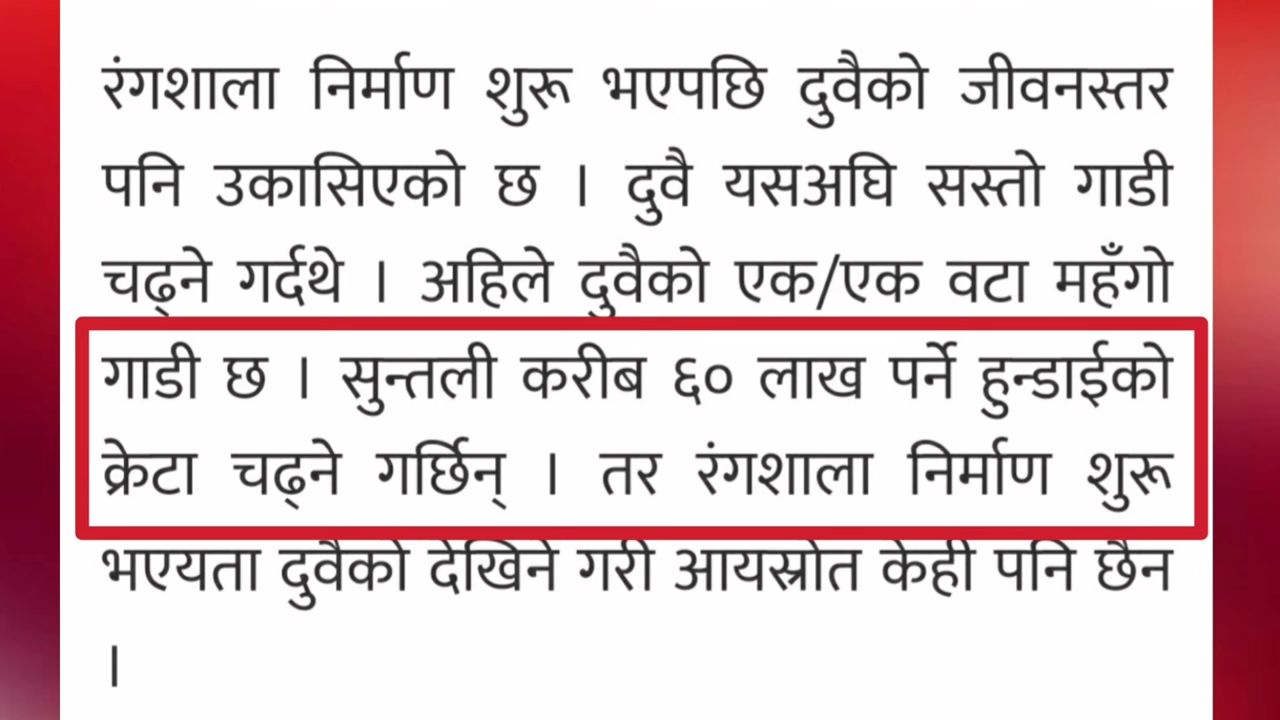 रंगशाला निर्माण शुरू भएपछि दुवैको जीवनस्तर
पनि उकासिएको छ । दुवै यसअघि सस्तो गाडी
चढ्ने गर्दथे । अहिले दुवैको एक/एक वटा महँगो
गाडी छ । सुन्तली करीब ६० लाख पर्ने हुन्डाईको
क्रेटा चढ्ने गर्छिन् । तर रंगशाला निर्माण शुरू
भएयता दुवैको देखिने गरी आयस्रोत केही पनि छैन
।